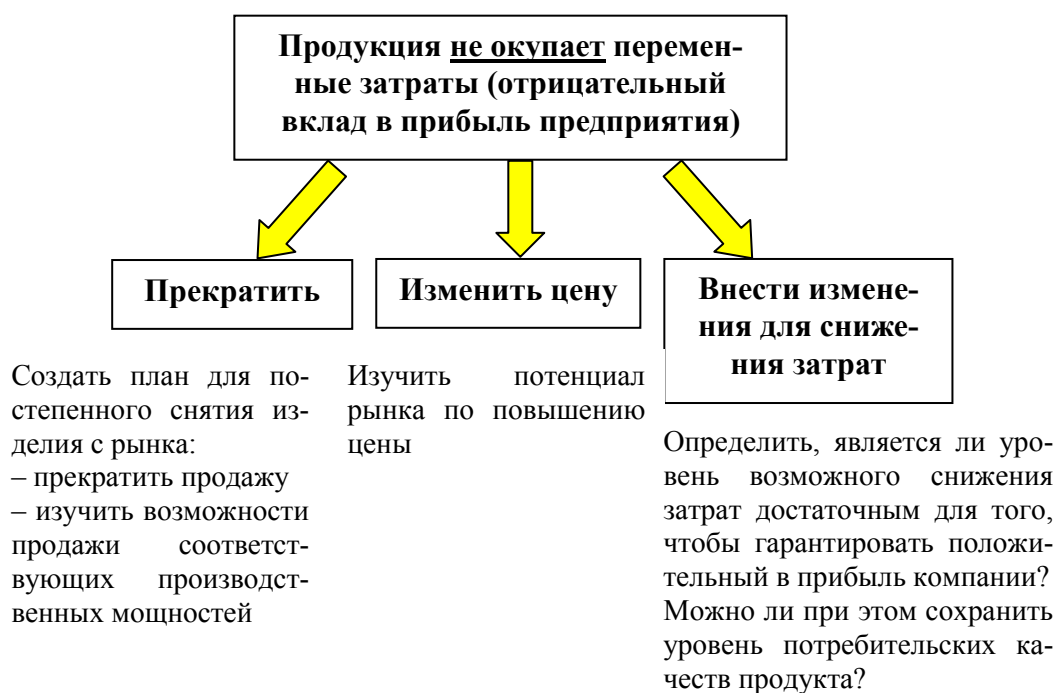 Продукция не окупает перемен-
ные затраты (отрицательный
вклад в прибыль предприятия)
Прекратить
Создать план для по-
степенного снятия из-
делия с рынка:
– прекратить продажу
– изучить возможности
продажи соответст-
вующих производст-
венных мощностей
Изменить цену
Изучить потенциал
рынка по повышению
цены
Внести измене-
ния для сниже-
ния затрат
Определить, является ли уро-
вень возможного снижения
затрат достаточным для того,
чтобы гарантировать положи-
тельный в прибыль компании?
Можно ли при этом сохранить
уровень потребительских ка-
честв продукта?